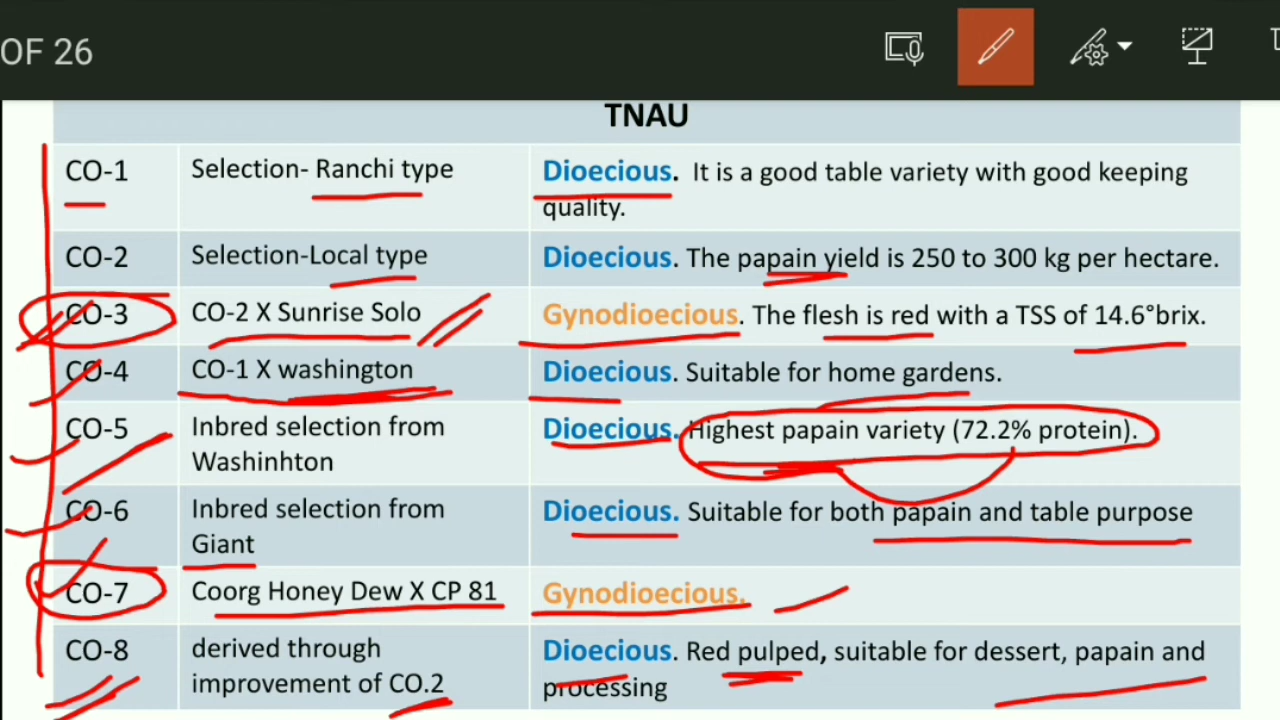 OF 26
TNAU
CO-1 Selection- Ranchi type Dioecious. It is a good table variety with good keeping
quality.
CO-2 Selection-Local type Dioecious. The papain yield is 250 to 300 kg per hectare.
CO-3 CO-2 X Sunrise Solo Gynodioecious. The flesh is red with a TSS of 14.6°brix.
CO-4 CO-1 X washington Dioecious. Suitable for home gardens.
CO-5 Inbred selection from Dioecious. Highest papain variety (72.2% protein).
Washinhton
CO-6 Inbred selection from Dioecious. Suitable for both papain and table purpose
Giant
CO-7 Coorg Honey Dew X CP 81 Gynodioecious.
CO-8 derived through Dioecious. Red pulped, suitable for dessert, papain and
improvement of CO.2 processing